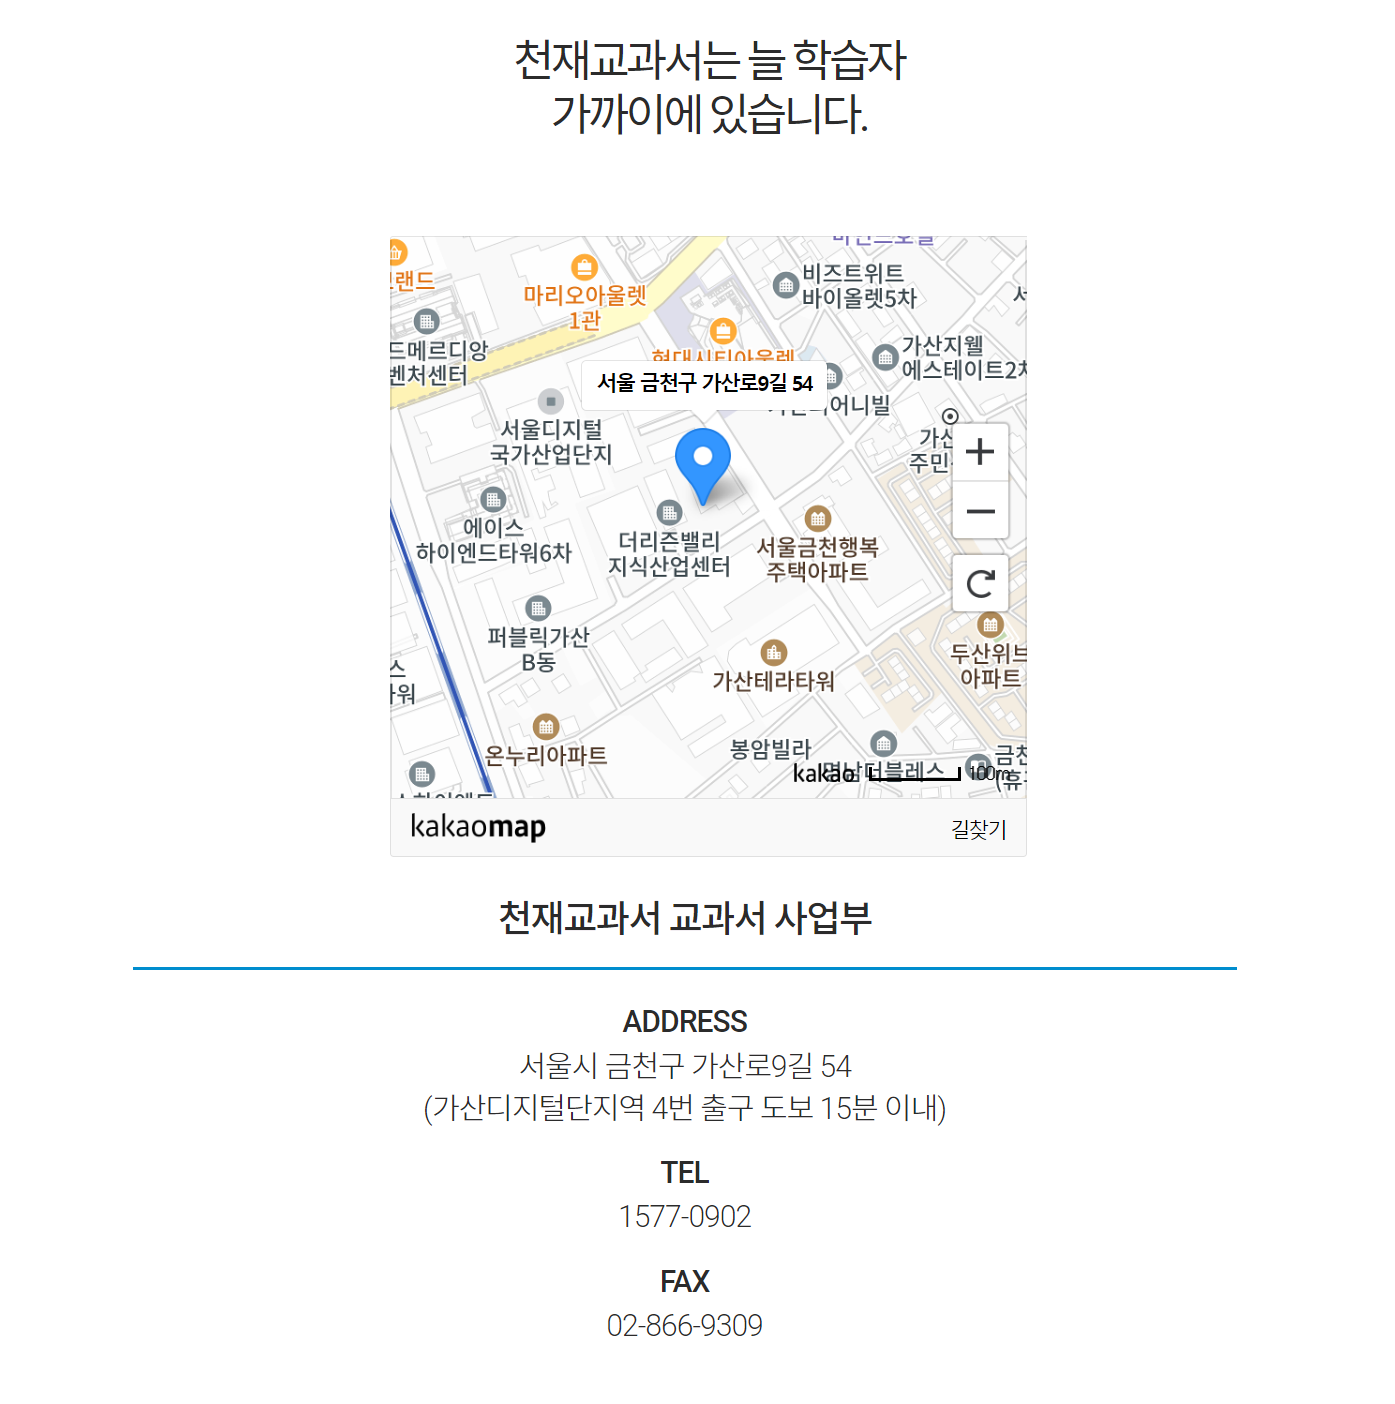 천재교과서는 늘 학습자
가까이에 있습니다.
마리오아울렛
1관
비즈트위트
바이올렛5차
가산지웰
에스테이트2차
드메르디앙
벤처센터
현대시티아울렛
서울 금천구 가산로9길 54
어니빌
서울디지털
국가산업단지
에이스
하이엔드타워6차
더리즌밸리
지식산업센터
서울금천행복
주택아파트
퍼블릭가산
B동
가산테라타워
두산위브
아파트
온누리아파트
봉암빌라
더블레스
kakao
100m
kakaomap
길찾기
천재교과서 교과서 사업부
ADDRESS
서울시 금천구 가산로9길 54
(가산디지털단지역 4번 출구 도보 15분 이내)
TEL
1577-0902
FAX
02-866-9309